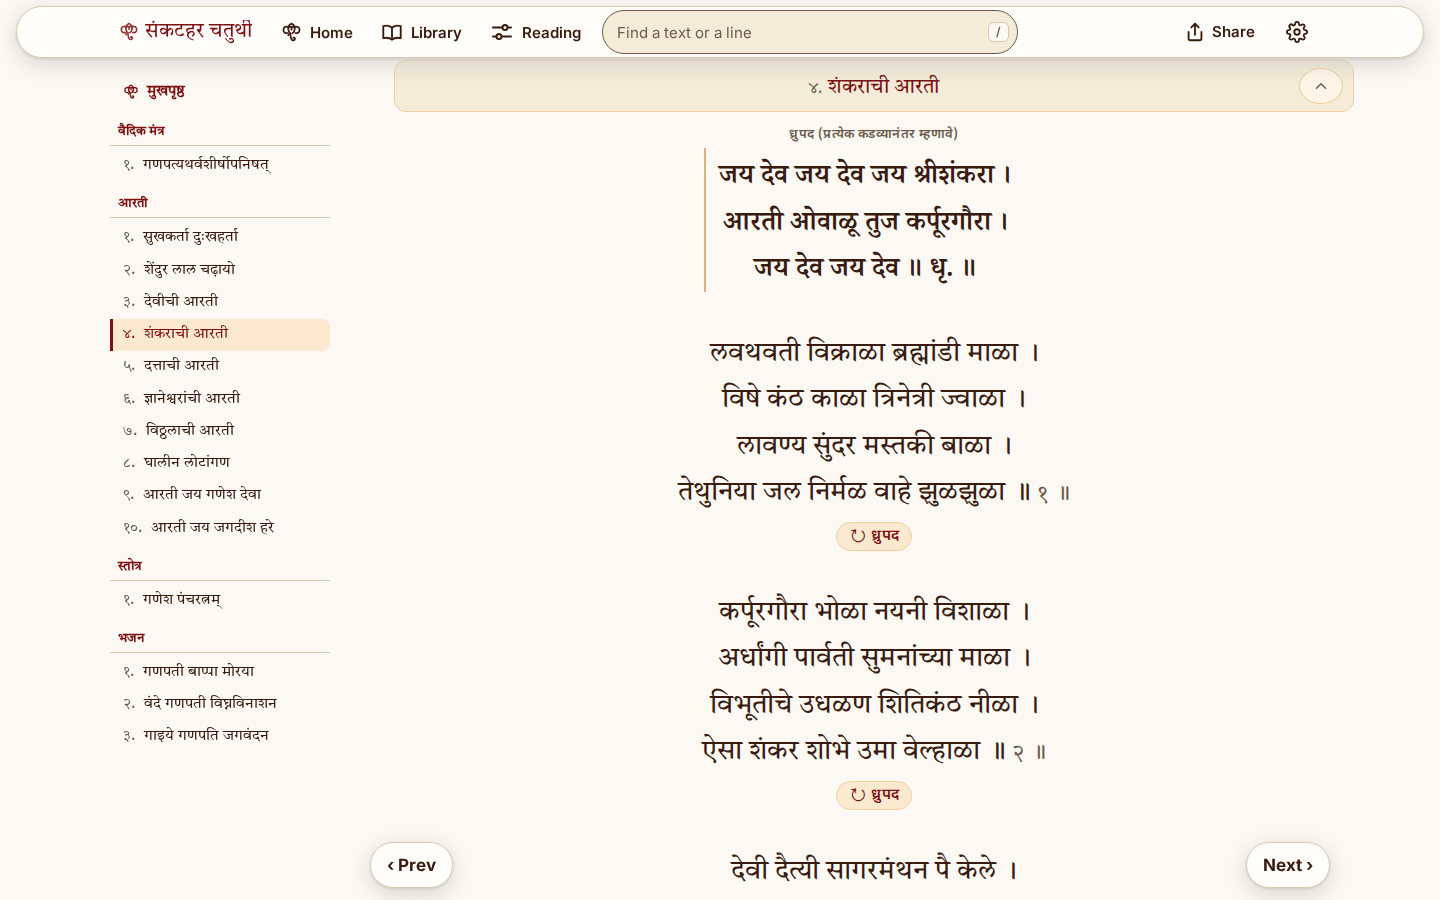 संकटहर चतुर्थी
Home
Library
Reading
Find a text or a line
/
Share
मुखपृष्ठ
वैदिक मंत्र
१. गणपत्यथर्वशीर्षोपनिषत्
आरती
१. सुखकर्ता दुःखहर्ता
२. शेंदुर लाल चढ़ायो
३. देवीची आरती
४. शंकराची आरती
५. दत्ताची आरती
६. ज्ञानेश्वरांची आरती
७. विठ्ठलाची आरती
८. घालीन लोटांगण
९. आरती जय गणेश देवा
१०. आरती जय जगदीश हरे
स्तोत्र
१. गणेश पंचरत्नम्
भजन
१. गणपती बाप्पा मोरया
२. वंदे गणपती विघ्नविनाशन
३. गाइये गणपति जगवंदन
४. शंकराची आरती
ध्रुपद (प्रत्येक कडव्यानंतर म्हणावे)
जय देव जय देव जय श्रीशंकरा ।
आरती ओवाळू तुज कर्पूरगौरा ।
जय देव जय देव ॥ धृ. ॥
लवथवती विक्राळा ब्रह्मांडी माळा ।
विषे कंठ काळा त्रिनेत्री ज्वाळा ।
लावण्य सुंदर मस्तकी बाळा ।
तेथुनिया जल निर्मळ वाहे झुळझुळा ॥ १ ॥
ध्रुपद
कर्पूरगौरा भोळा नयनी विशाळा ।
अर्धांगी पार्वती सुमनांच्या माळा ।
विभूतीचे उधळण शितिकंठ नीळा ।
ऐसा शंकर शोभे उमा वेल्हाळा ॥ २ ॥
ध्रुपद
देवी दैत्यी सागरमंथन पै केले ।
‹ Prev
Next ›